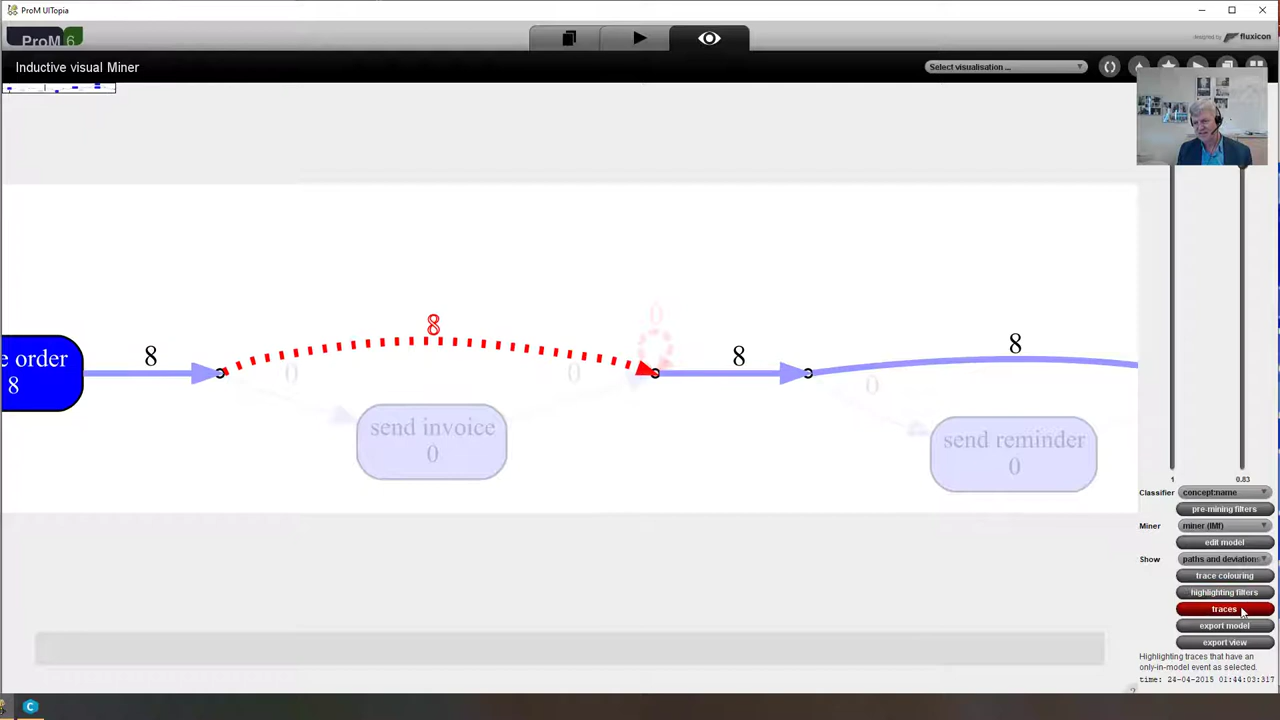 ProM UITopia
ProM 6
designed by fluxicon
Inductive visual Miner
Select visualisation ...
8
8
8
8
0
0
0
0
e order
8
send invoice
0
send reminder
0
1
0.83
Classifier concept:name
pre-mining filters
Miner miner (IMf)
edit model
Show paths and deviations
trace colouring
highlighting filters
traces
export model
export view
Highlighting traces that have an
only-in-model event as selected.
time: 24-04-2015 01:44:03:317
?
C